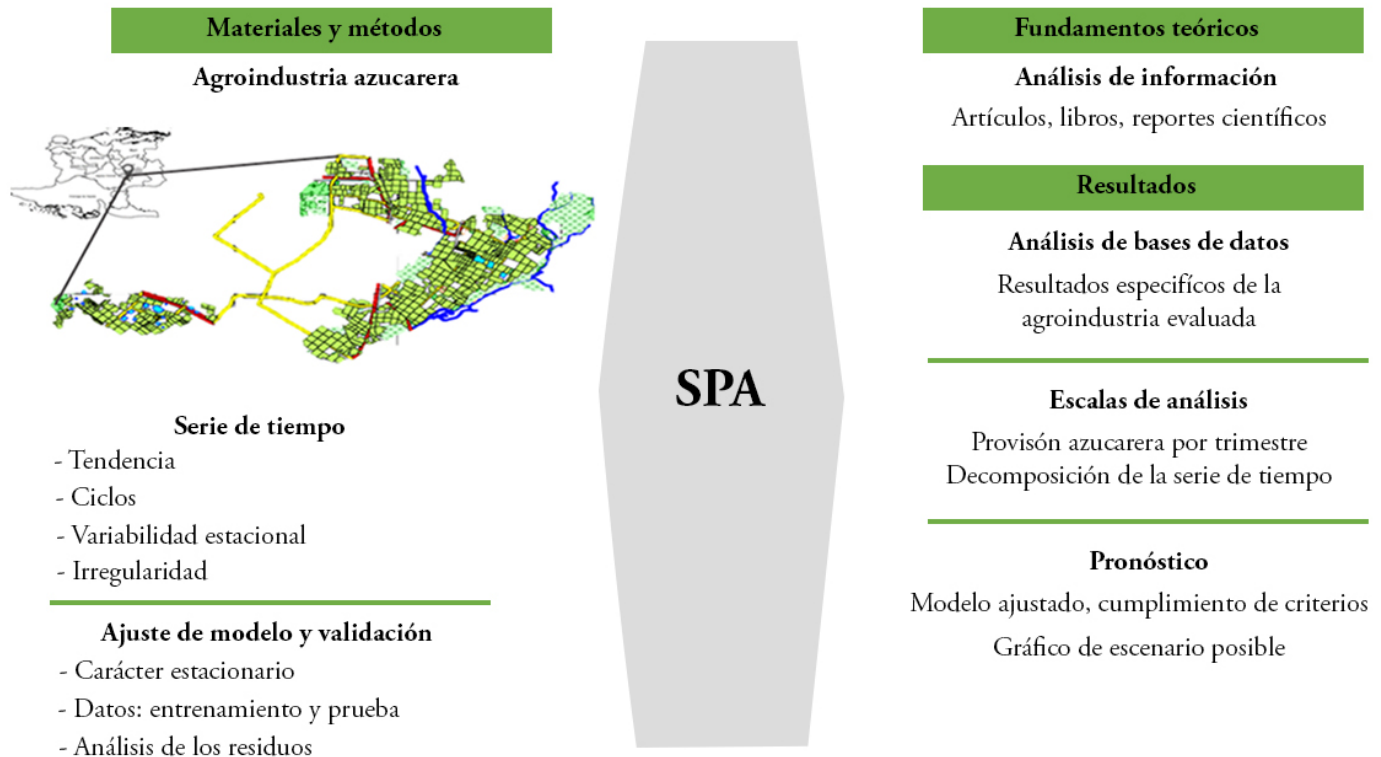 Materiales y métodos
Agroindustria azucarera
Serie de tiempo
- Tendencia
- Ciclos
- Variabilidad estacional
- Irregularidad
Ajuste de modelo y validación
- Carácter estacionario
- Datos: entrenamiento y prueba
- Análisis de los residuos
SPA
Fundamentos teóricos
Análisis de información
Artículos, libros, reportes científicos
Resultados
Análisis de bases de datos
Resultados especifícos de la
agroindustria evaluada
Escalas de análisis
Provisón azucarera por trimestre
Decomposición de la serie de tiempo
Pronóstico
Modelo ajustado, cumplimiento de criterios
Gráfico de escenario posible